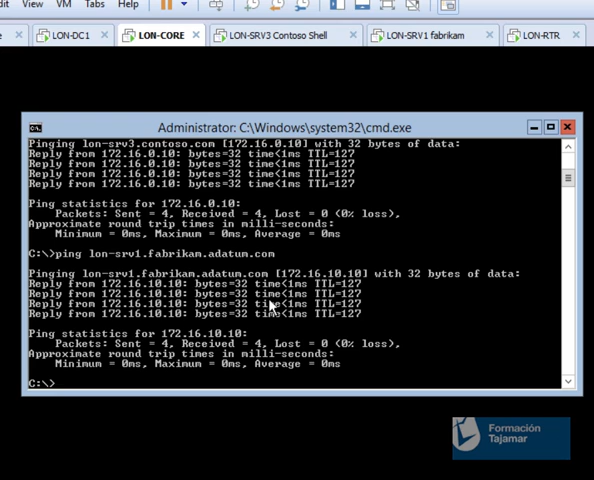 View VM Tabs Help
LON-DC1 LON-CORE LON-SRV3 Contoso Shell LON-SRV1 fabrikam LON-RTR
Administrator: C:\Windows\system32\cmd.exe
Pinging lon-srv3.contoso.com [172.16.0.10] with 32 bytes of data:
Reply from 172.16.0.10: bytes=32 time<1ms TTL=127
Reply from 172.16.0.10: bytes=32 time<1ms TTL=127
Reply from 172.16.0.10: bytes=32 time<1ms TTL=127
Reply from 172.16.0.10: bytes=32 time<1ms TTL=127
Ping statistics for 172.16.0.10:
Packets: Sent = 4, Received = 4, Lost = 0 (0% loss),
Approximate round trip times in milli-seconds:
Minimum = 0ms, Maximum = 0ms, Average = 0ms
C:\>ping lon-srv1.fabrikam.adatum.com
Pinging lon-srv1.fabrikam.adatum.com [172.16.10.10] with 32 bytes of data:
Reply from 172.16.10.10: bytes=32 time<1ms TTL=127
Reply from 172.16.10.10: bytes=32 time<1ms TTL=127
Reply from 172.16.10.10: bytes=32 time<1ms TTL=127
Reply from 172.16.10.10: bytes=32 time<1ms TTL=127
Ping statistics for 172.16.10.10:
Packets: Sent = 4, Received = 4, Lost = 0 (0% loss),
Approximate round trip times in milli-seconds:
Minimum = 0ms, Maximum = 0ms, Average = 0ms
C:\>
Formación
Tajamar